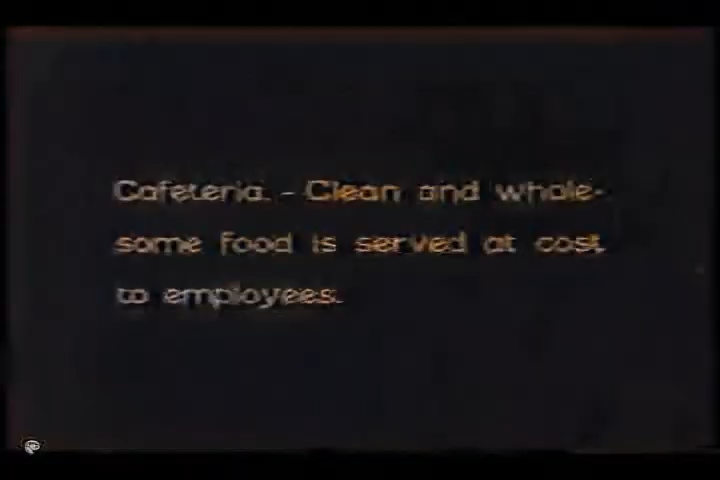 Cafeteria. - Clean and whole-
some food is served at cost
to employees.